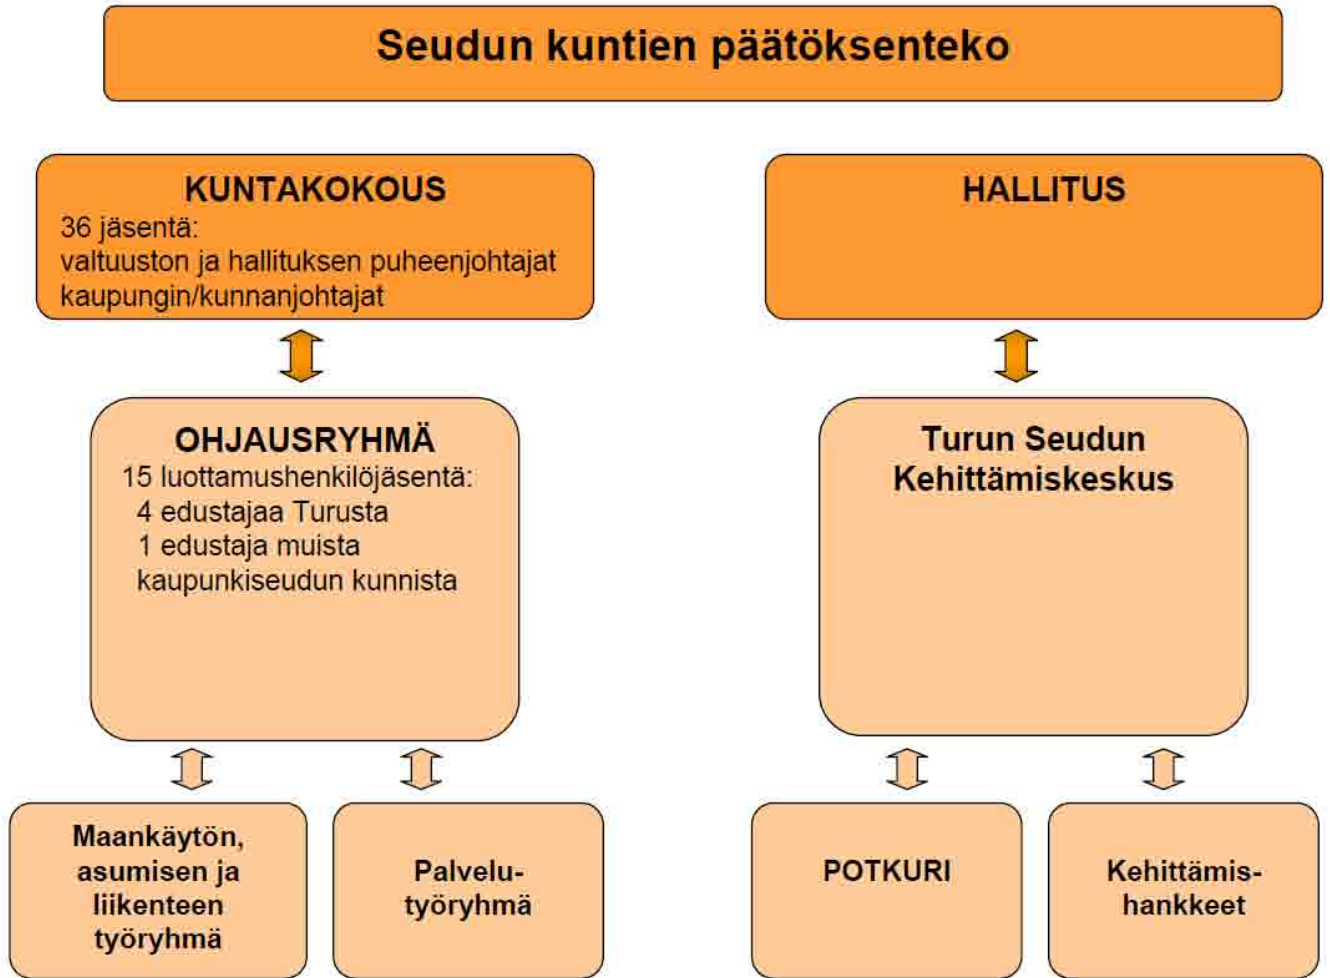 Seudun kuntien päätöksenteko
KUNTAKOKOUS
36 jäsentä:
valtuuston ja hallituksen puheenjohtajat
kaupungin/kunnanjohtajat
HALLITUS
OHJAUSRYHMÄ
15 luottamushenkilöjäsentä:
4 edustajaa Turusta
1 edustaja muista
kaupunkiseudun kunnista
Turun Seudun
Kehittämiskeskus
Maankäytön,
asumisen ja
liikenteen
työryhmä
Palvelu-
työryhmä
POTKURI
Kehittämis-
hankkeet